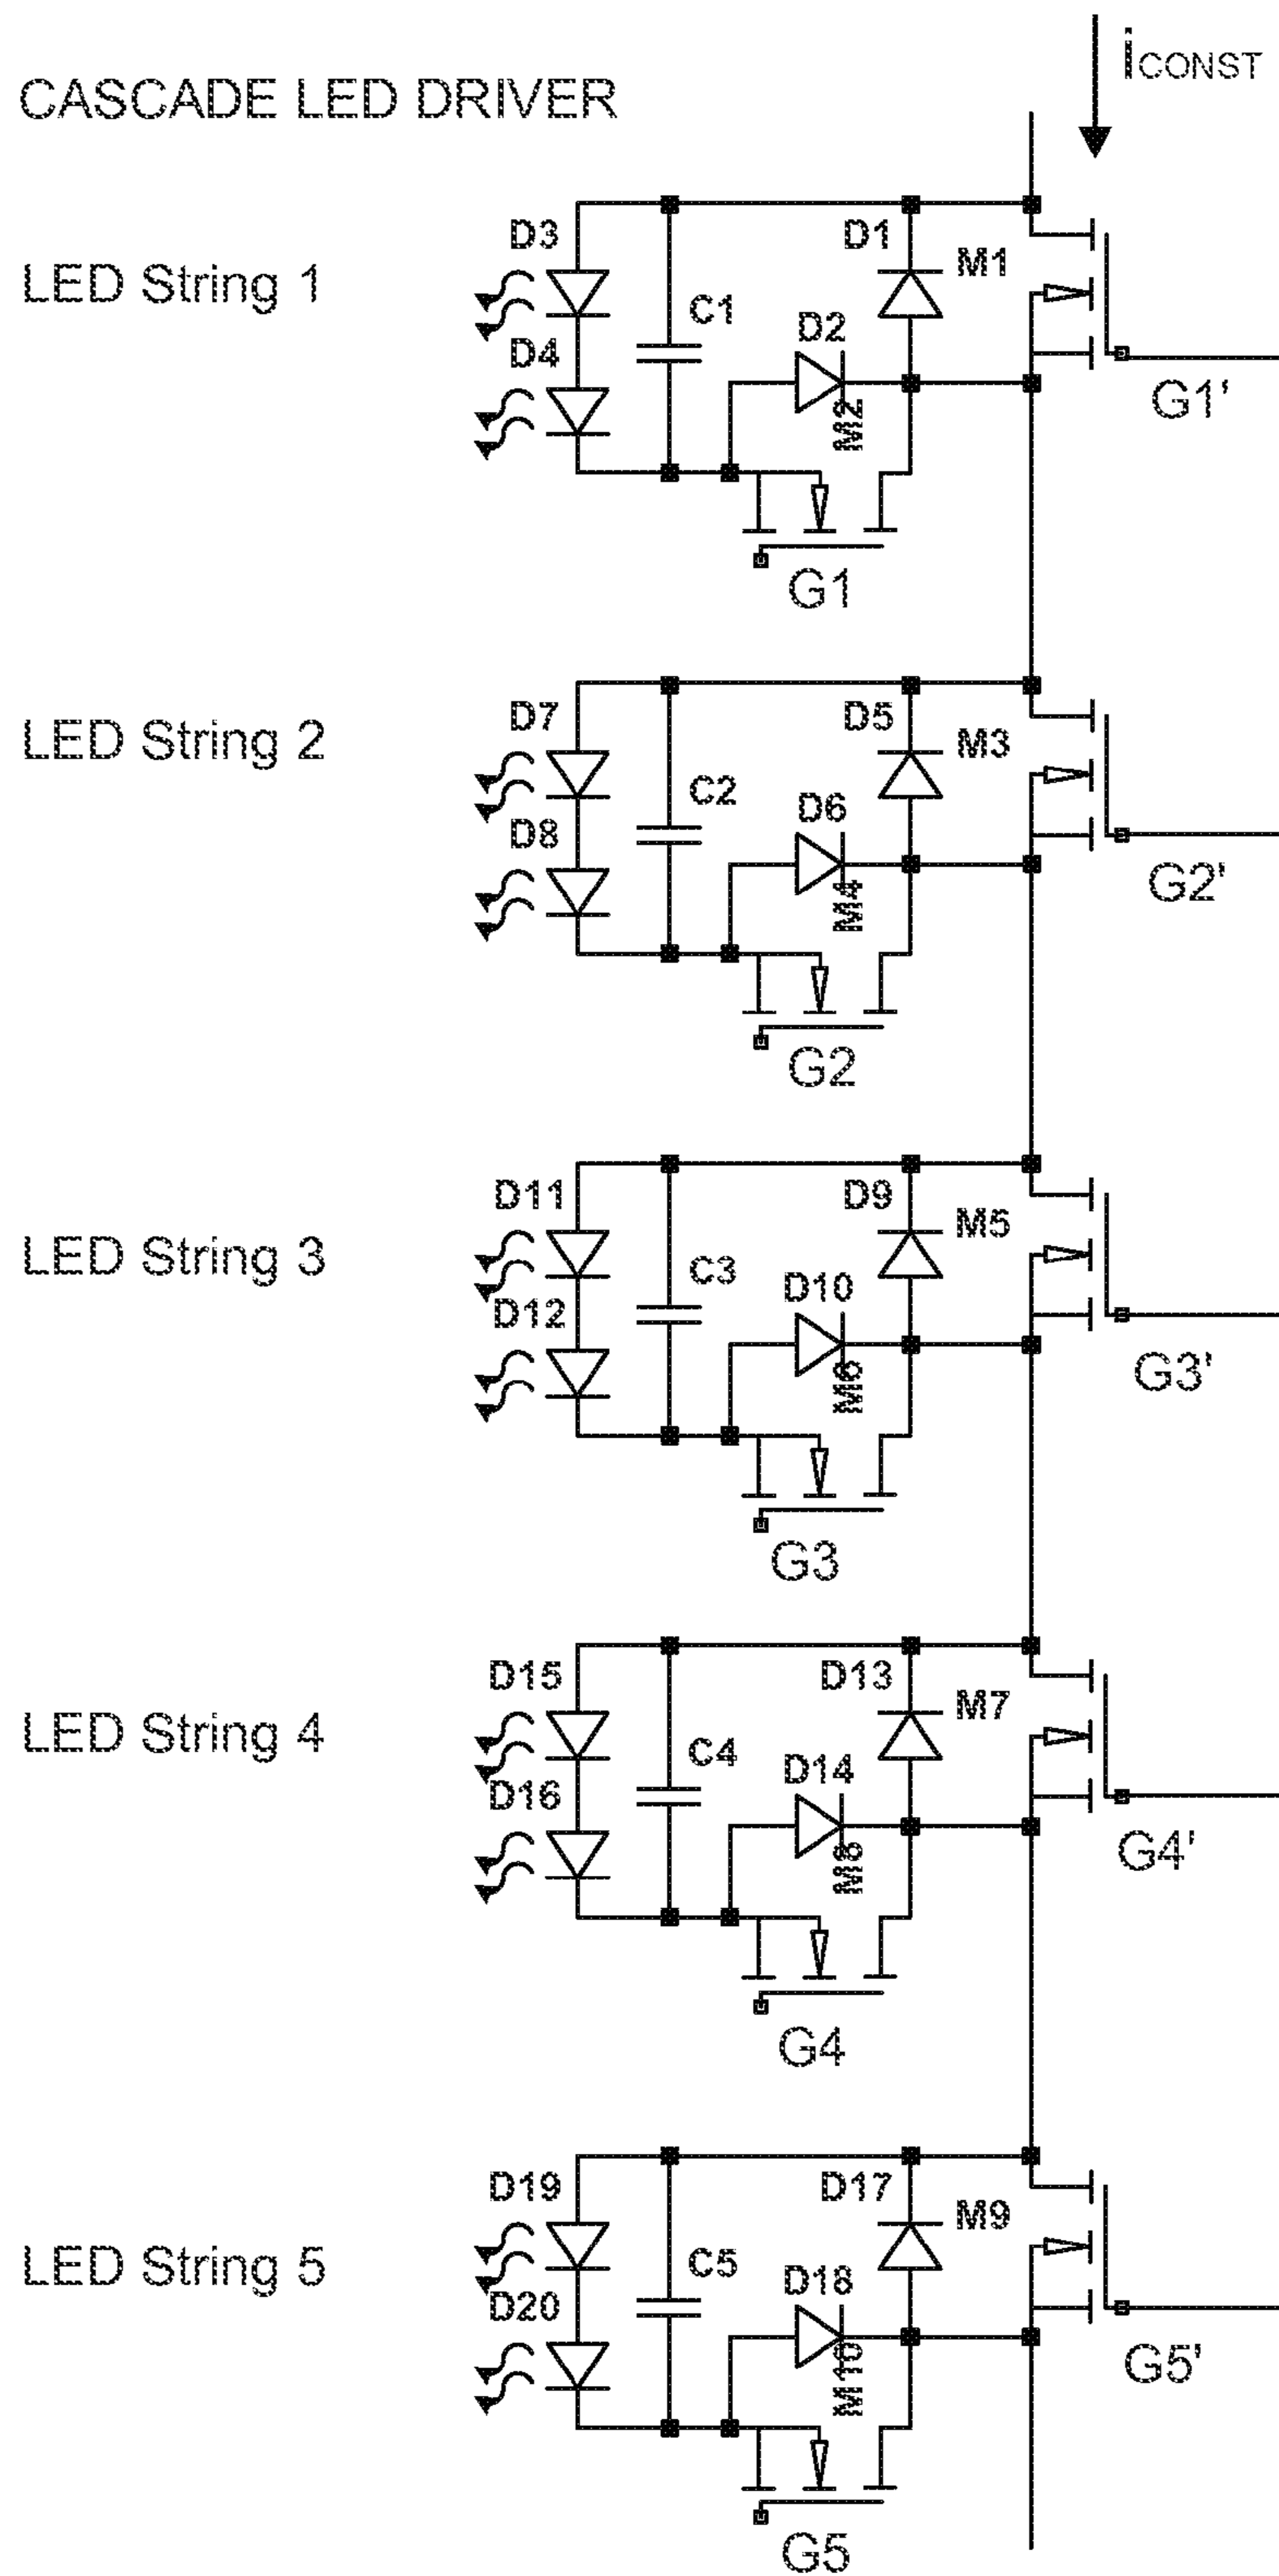 iCONST
CASCADE LED DRIVER
LED String 1
D3
D4
C1
D1
D2
M1
M2
G1'
G1
LED String 2
D7
D8
C2
D5
D6
M3
M4
G2'
G2
LED String 3
D11
D12
C3
D9
D10
M5
M6
G3'
G3
LED String 4
D15
D16
C4
D13
D14
M7
M8
G4'
G4
LED String 5
D19
D20
C5
D17
D18
M9
M10
G5'
G5